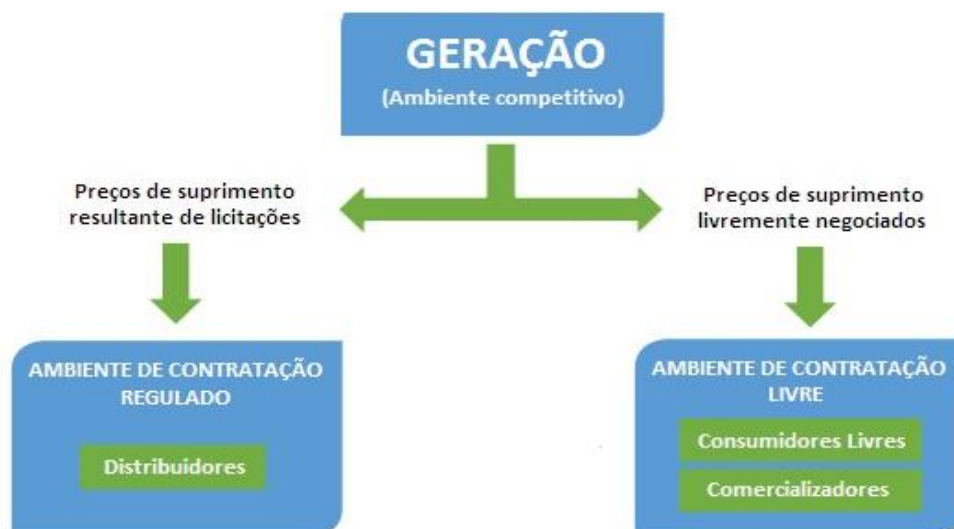 GERAÇÃO
(Ambiente competitivo)
Preços de suprimento
resultante de licitações
Preços de suprimento
livremente negociados
AMBIENTE DE CONTRATAÇÃO
REGULADO
Distribuidores
AMBIENTE DE CONTRATAÇÃO
LIVRE
Consumidores Livres
Comercializadores